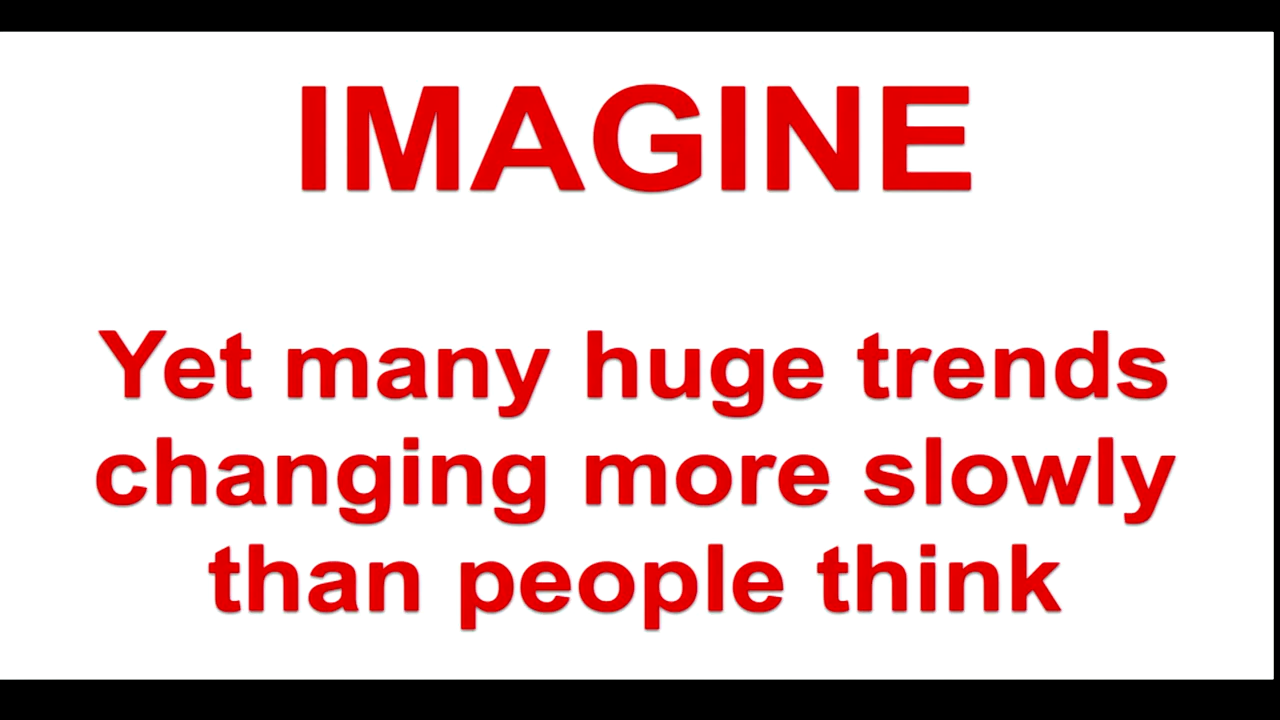 IMAGINE
Yet many huge trends
changing more slowly
than people think